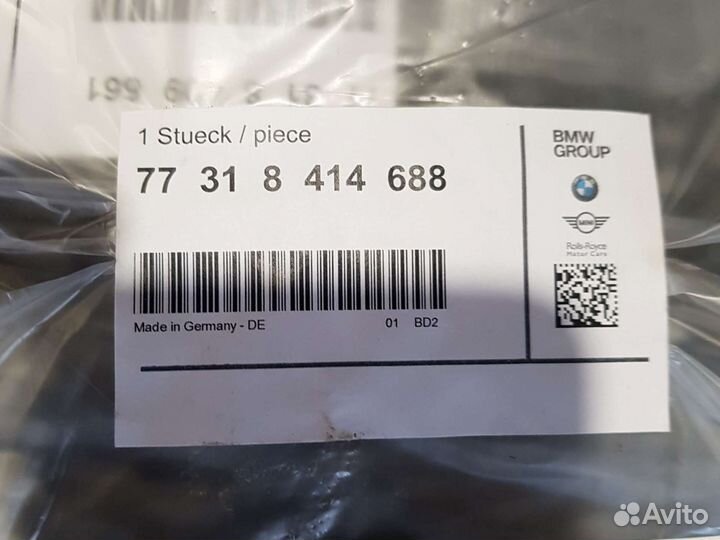 1 Stueck / piece
77 31 8 414 688
Made in Germany - DE 01 BD2
BMW
GROUP
MINI
Rolls-Royce
Motor Cars
Avito